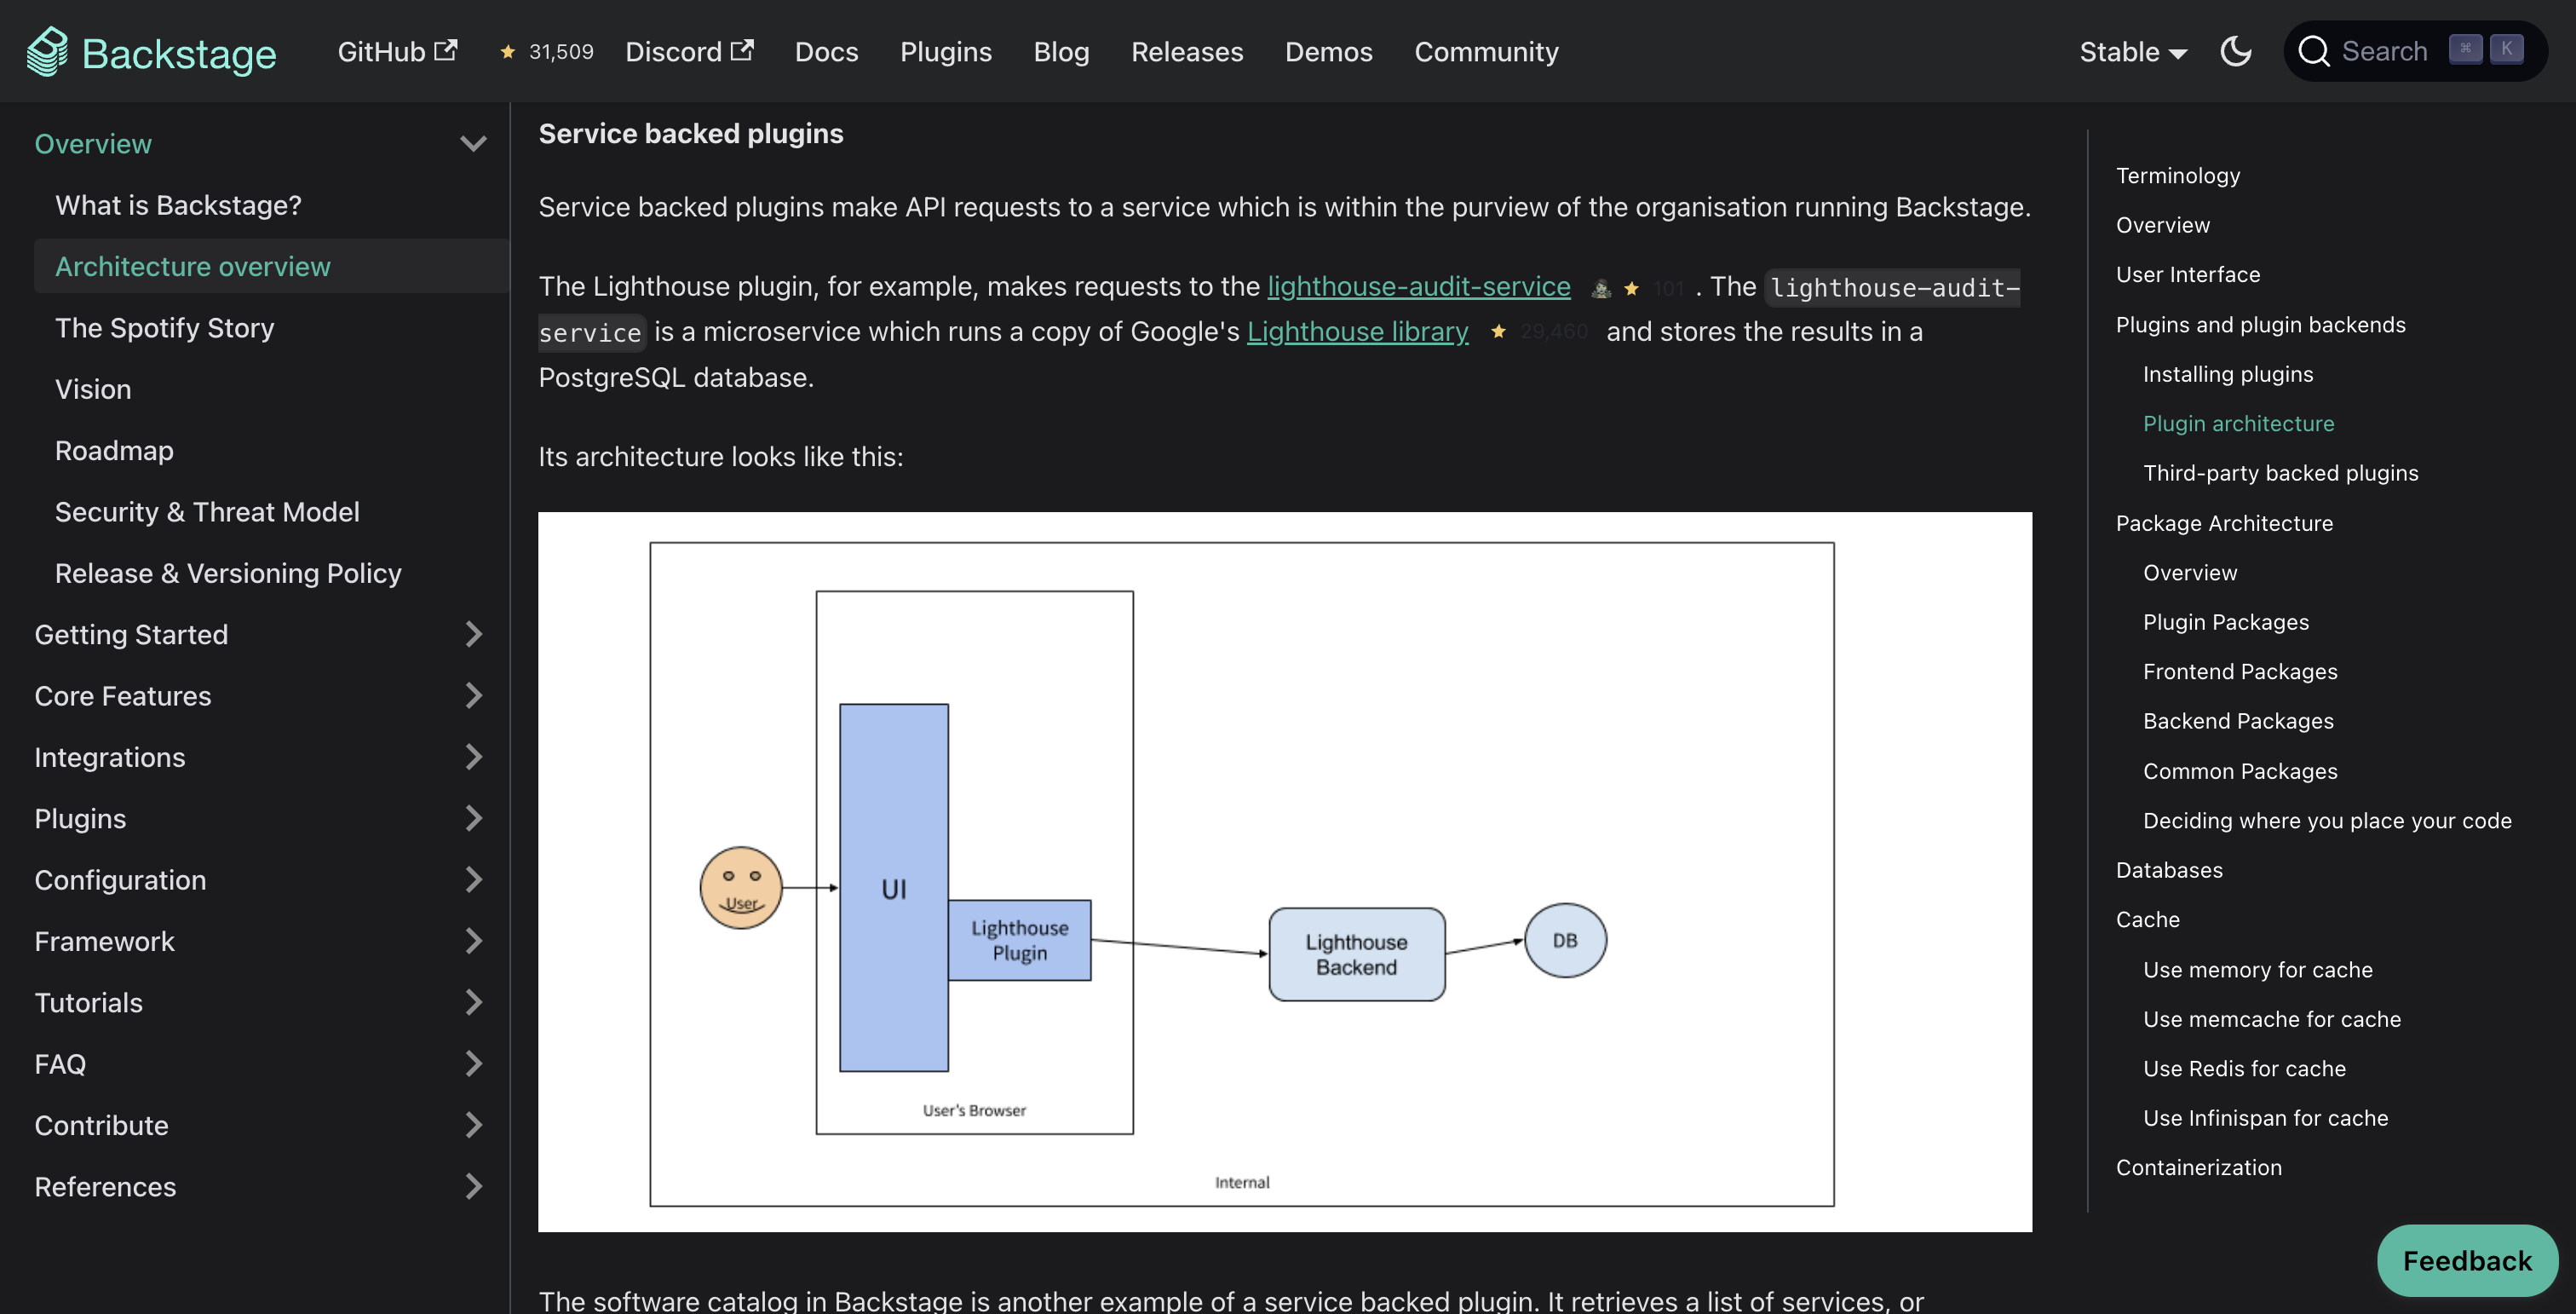 Backstage
GitHub
31,509
Discord
Docs
Plugins
Blog
Releases
Demos
Community
Stable
Search
⌘
K
Overview
What is Backstage?
Architecture overview
The Spotify Story
Vision
Roadmap
Security & Threat Model
Release & Versioning Policy
Getting Started
Core Features
Integrations
Plugins
Configuration
Framework
Tutorials
FAQ
Contribute
References
Service backed plugins
Service backed plugins make API requests to a service which is within the purview of the organisation running Backstage.
The Lighthouse plugin, for example, makes requests to the lighthouse-audit-service 101 . The lighthouse-audit-
service is a microservice which runs a copy of Google's Lighthouse library 29,460 and stores the results in a
PostgreSQL database.
Its architecture looks like this:
User
UI
Lighthouse
Plugin
Lighthouse
Backend
DB
User's Browser
Internal
The software catalog in Backstage is another example of a service backed plugin. It retrieves a list of services, or
Terminology
Overview
User Interface
Plugins and plugin backends
Installing plugins
Plugin architecture
Third-party backed plugins
Package Architecture
Overview
Plugin Packages
Frontend Packages
Backend Packages
Common Packages
Deciding where you place your code
Databases
Cache
Use memory for cache
Use memcache for cache
Use Redis for cache
Use Infinispan for cache
Containerization
Feedback